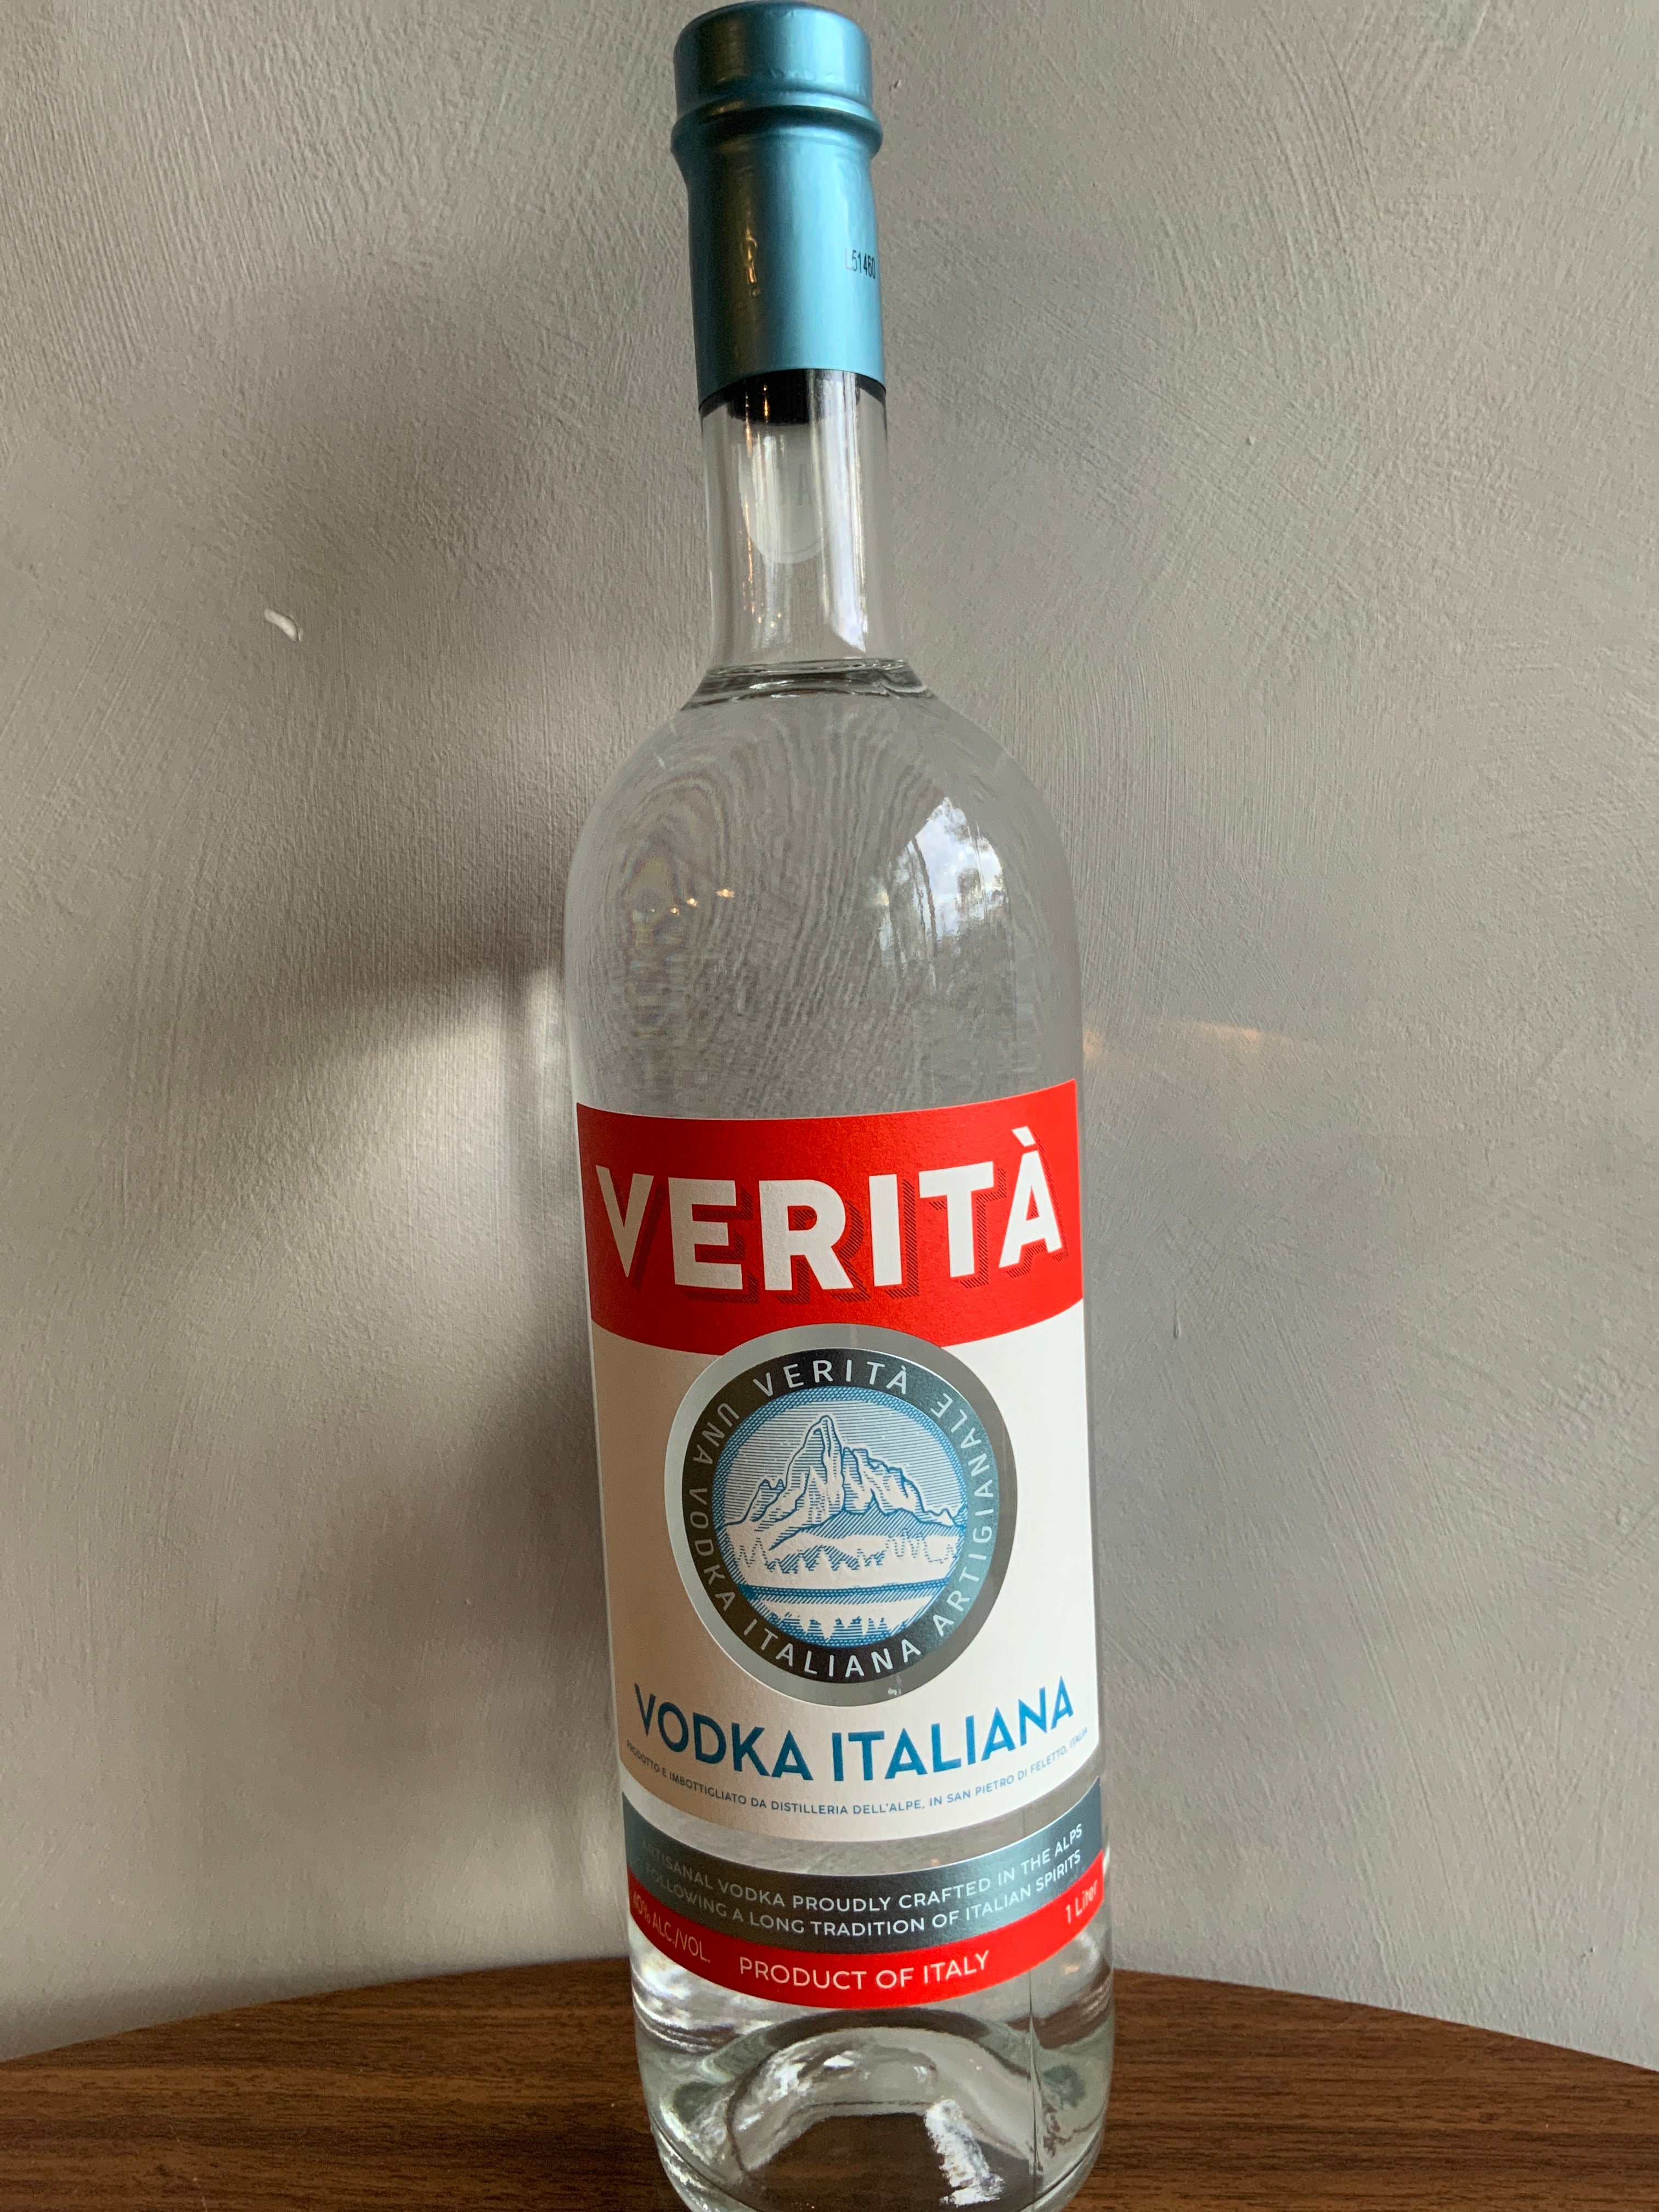 L51460
VERITÀ
VERITÀ
UNA VODKA ITALIANA ARTIGIANALE
VODKA ITALIANA
PRODOTTO E IMBOTTIGLIATO DA DISTILLERIA DELL'ALPE, IN SAN PIETRO DI FELETTO, ITALIA
ARTISANAL VODKA PROUDLY CRAFTED IN THE ALPS
FOLLOWING A LONG TRADITION OF ITALIAN SPIRITS
40% ALC./VOL. PRODUCT OF ITALY 1 Liter